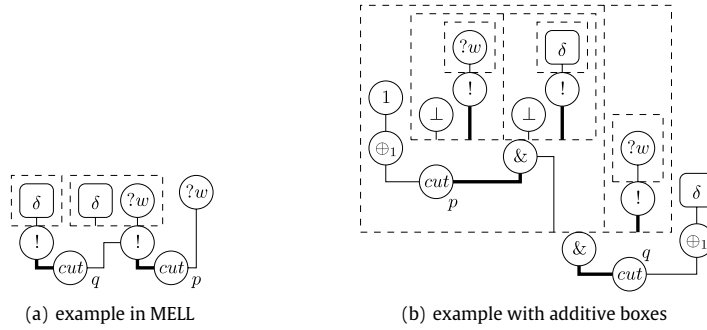 ?w
δ
1
!
!
⊥
⊥
⊕₁
&
?w
cut
p
?w
δ
δ
δ
?w
!
⊕₁
!
!
&
q
cut
cut
cut
q
p
(a) example in MELL
(b) example with additive boxes